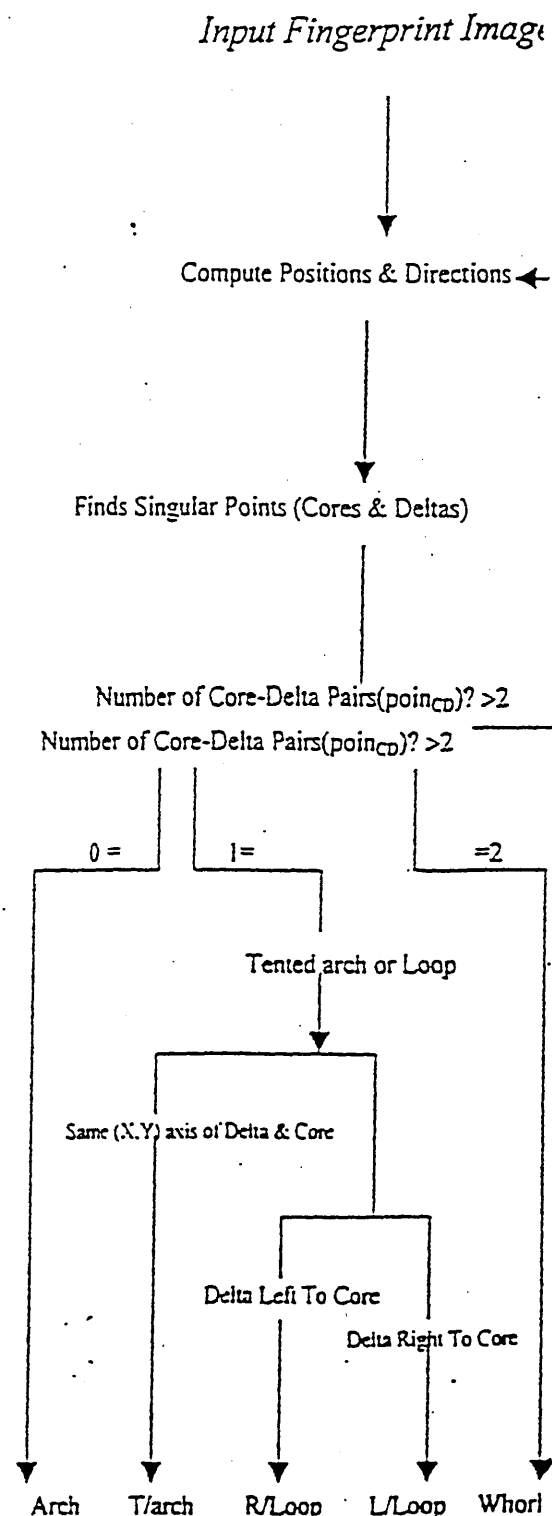 Input Fingerprint Image
Compute Positions & Directions
Finds Singular Points (Cores & Deltas)
Number of Core-Delta Pairs(poinCD)? >2
Number of Core-Delta Pairs(poinCD)? >2
0 = 1= =2
Tented arch or Loop
Same (X,Y) axis of Delta & Core
Delta Left To Core
Delta Right To Core
Arch T/arch R/Loop L/Loop Whorl